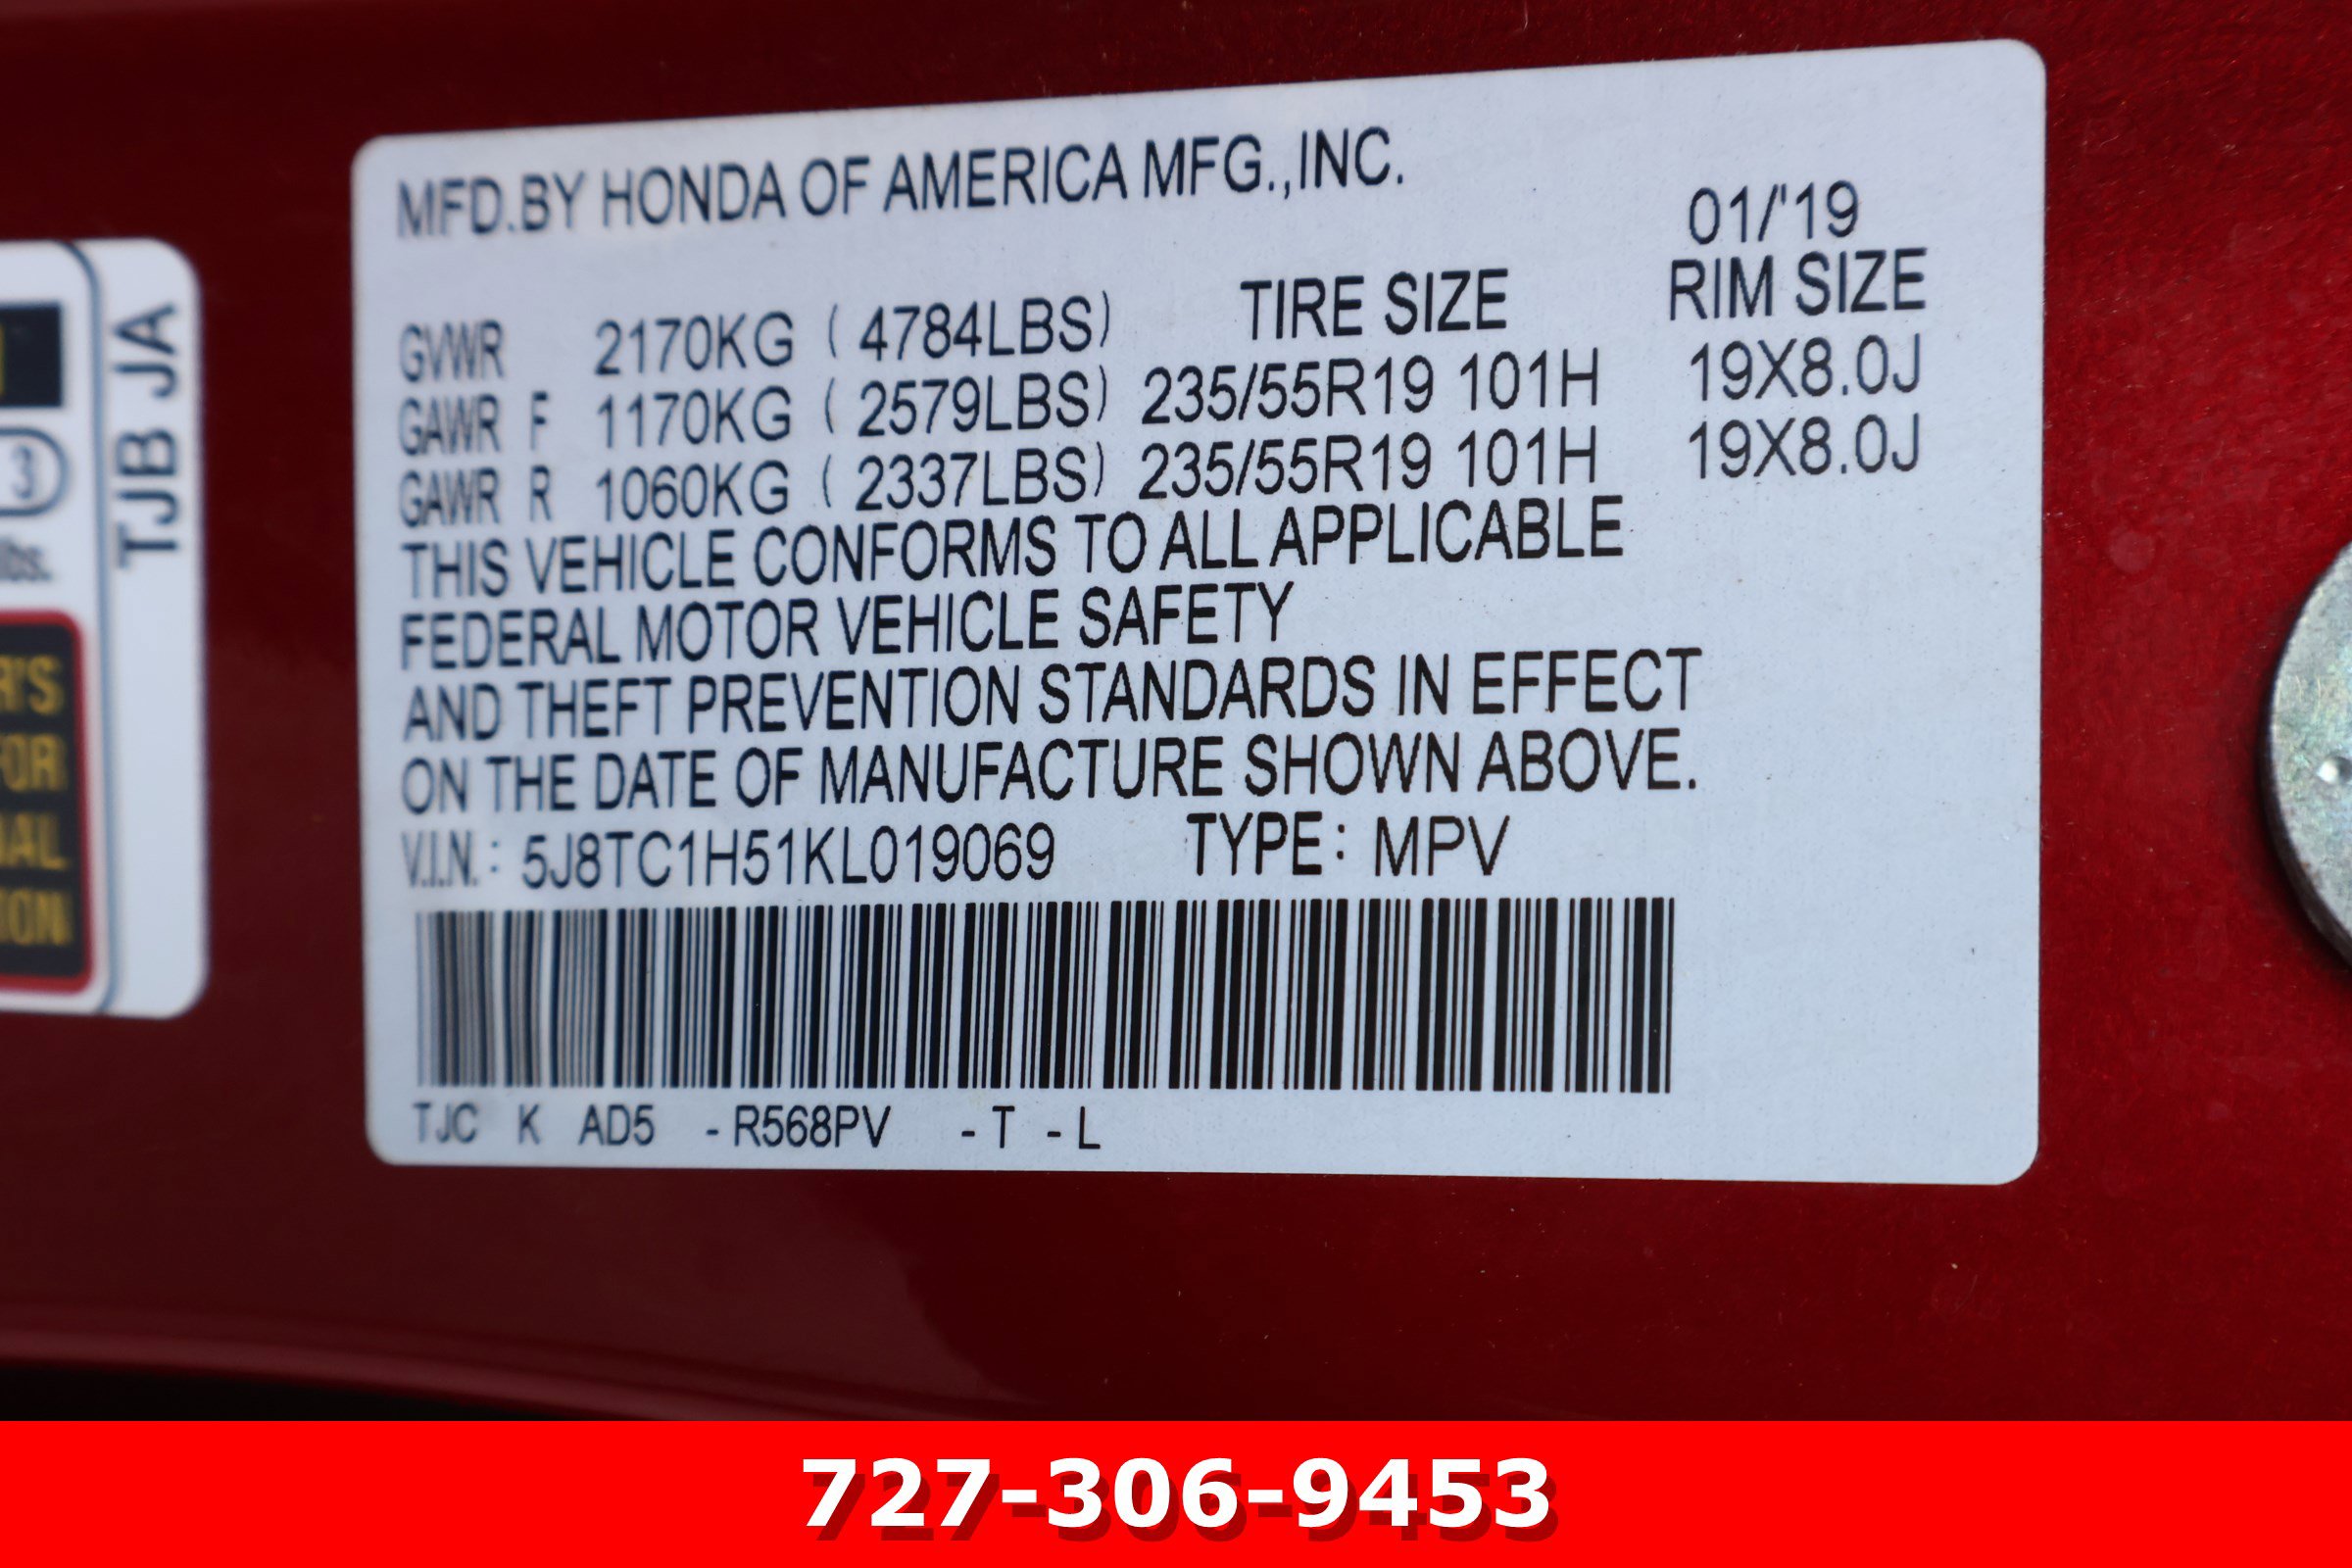 MFD.BY HONDA OF AMERICA MFG.,INC.
01/'19
TIRE SIZE RIM SIZE
GVWR 2170KG ( 4784LBS)
GAWR F 1170KG ( 2579LBS) 235/55R19 101H 19X8.0J
GAWR R 1060KG ( 2337LBS) 235/55R19 101H 19X8.0J
THIS VEHICLE CONFORMS TO ALL APPLICABLE
FEDERAL MOTOR VEHICLE SAFETY
AND THEFT PREVENTION STANDARDS IN EFFECT
ON THE DATE OF MANUFACTURE SHOWN ABOVE.
V.I.N.: 5J8TC1H51KL019069 TYPE: MPV
TJC K AD5 -R568PV -T -L
TJB JA
3
lbs.
R'S
FOR
727-306-9453